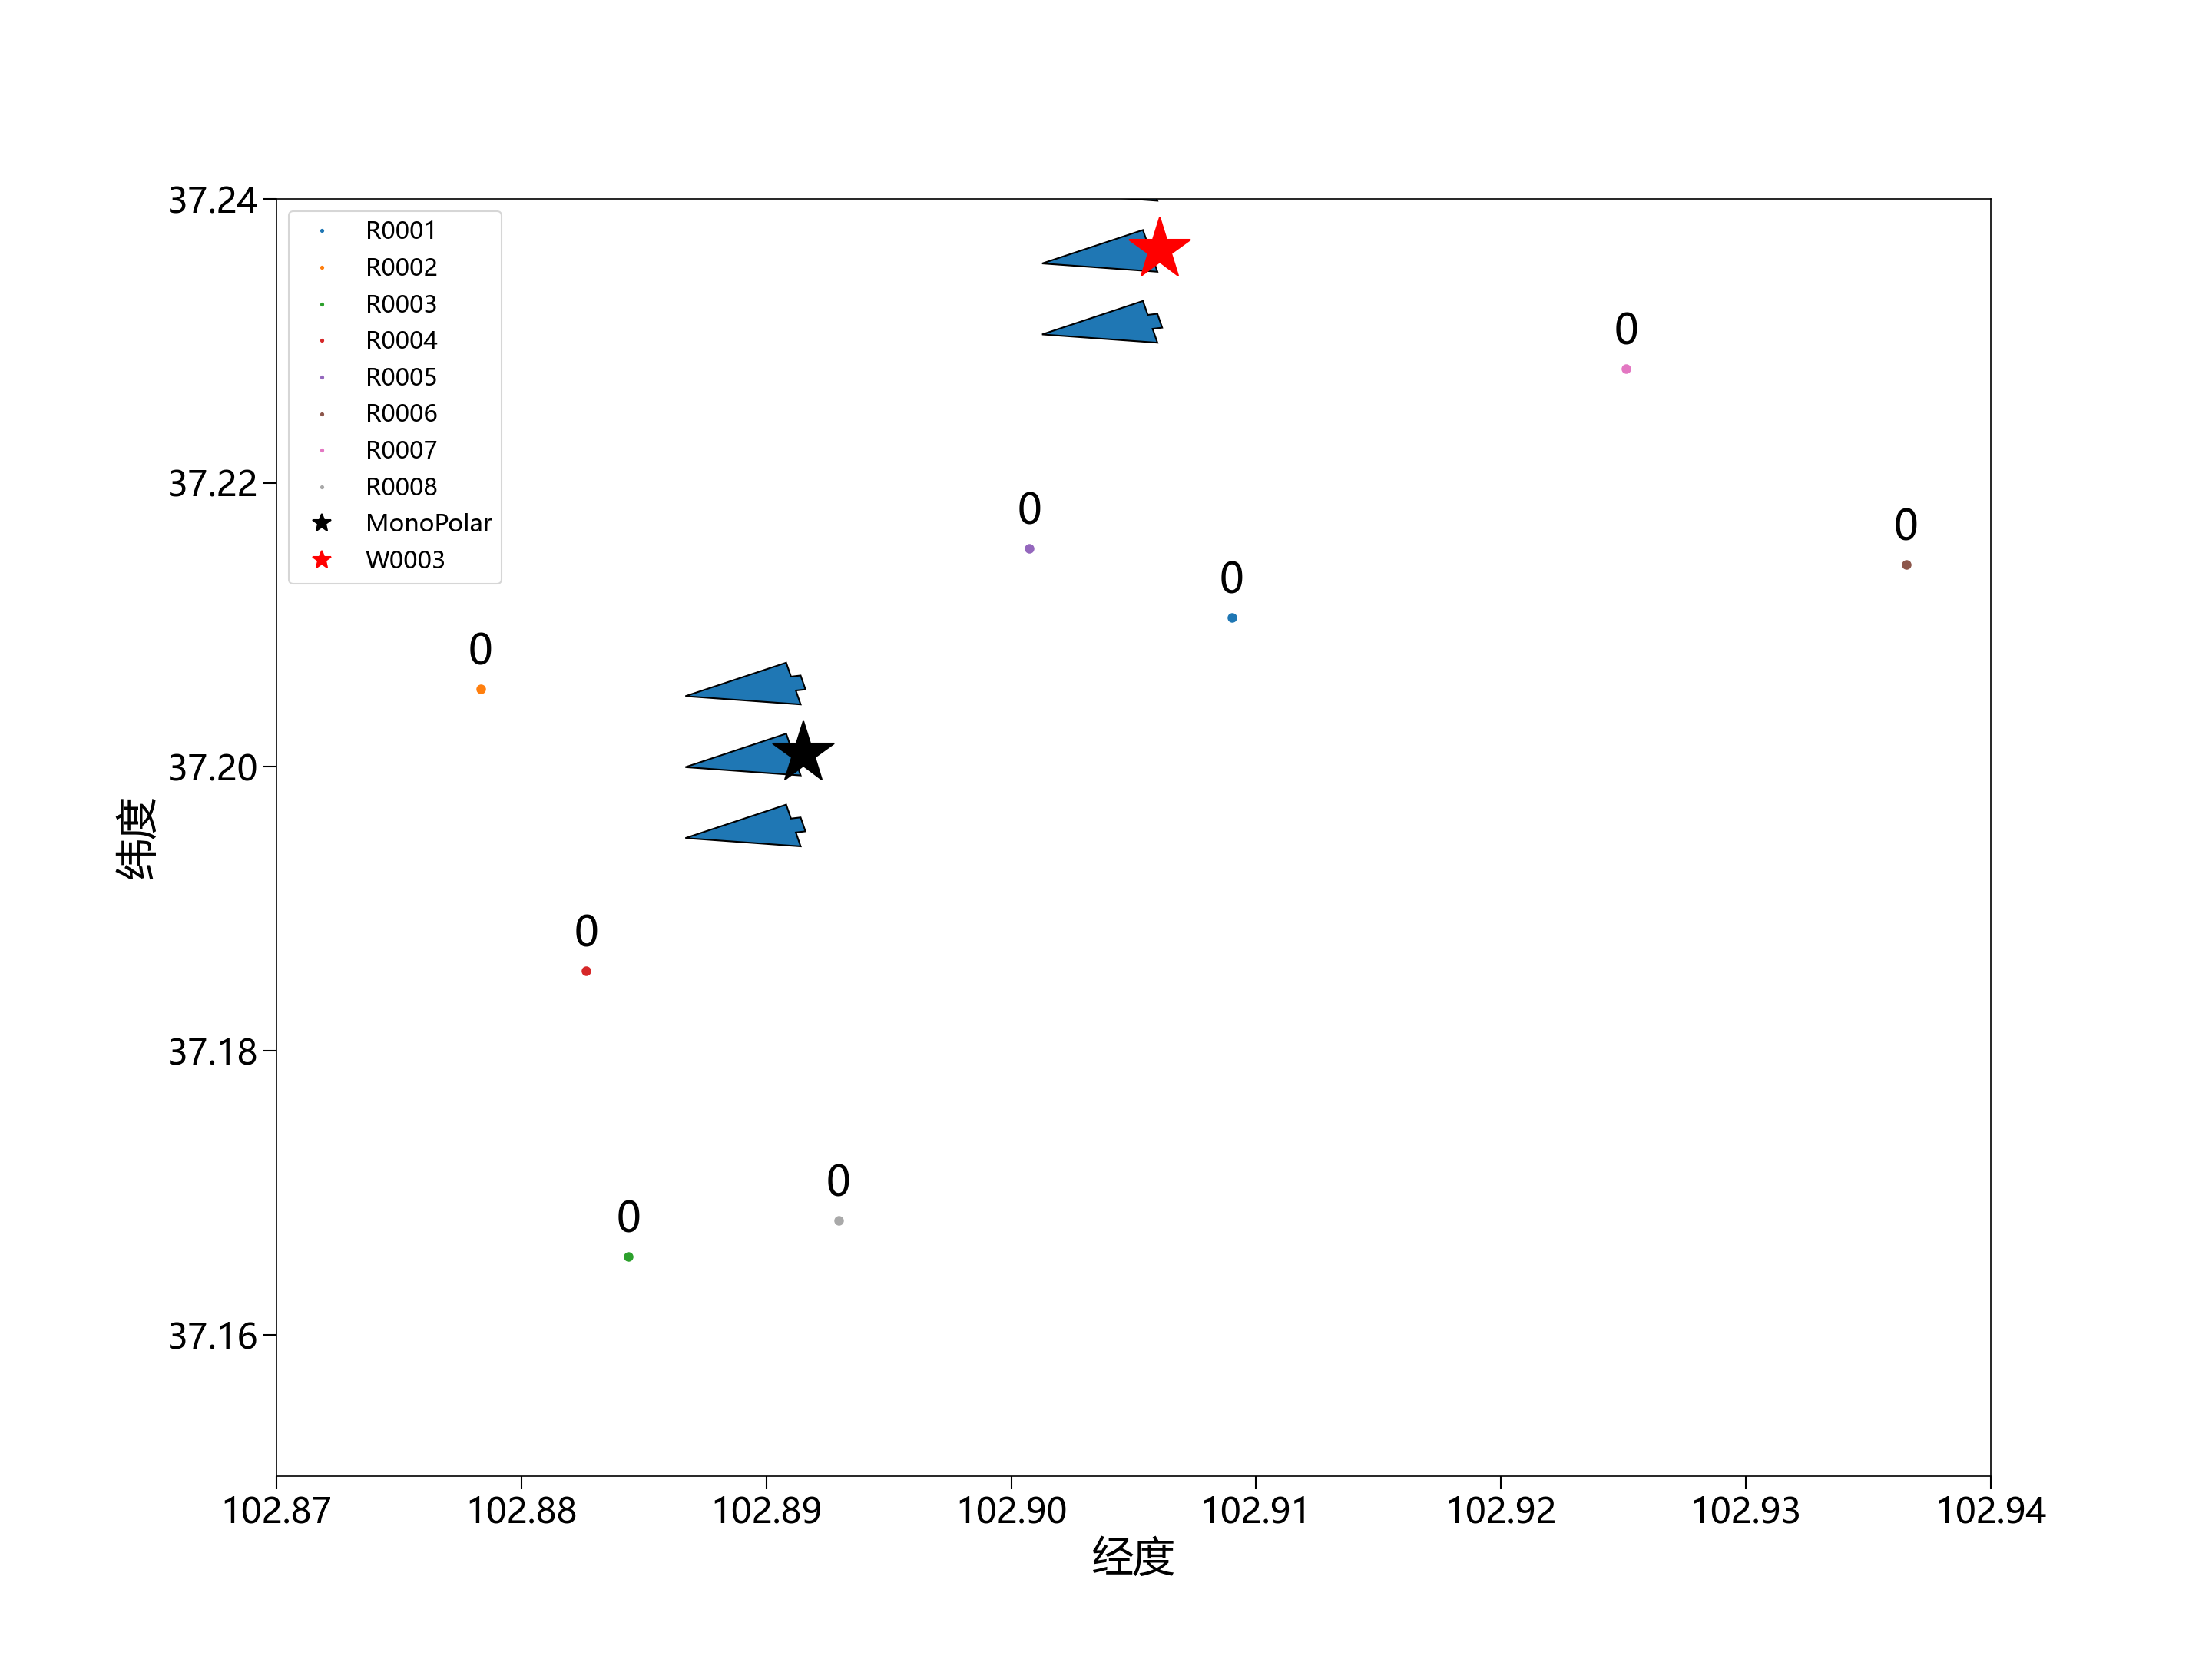 37.24
37.22
37.20
37.18
37.16
纬度
R0001
R0002
R0003
R0004
R0005
R0006
R0007
R0008
MonoPolar
W0003
0
0
0
0
0
0
0
0
102.87 102.88 102.89 102.90 102.91 102.92 102.93 102.94
经度